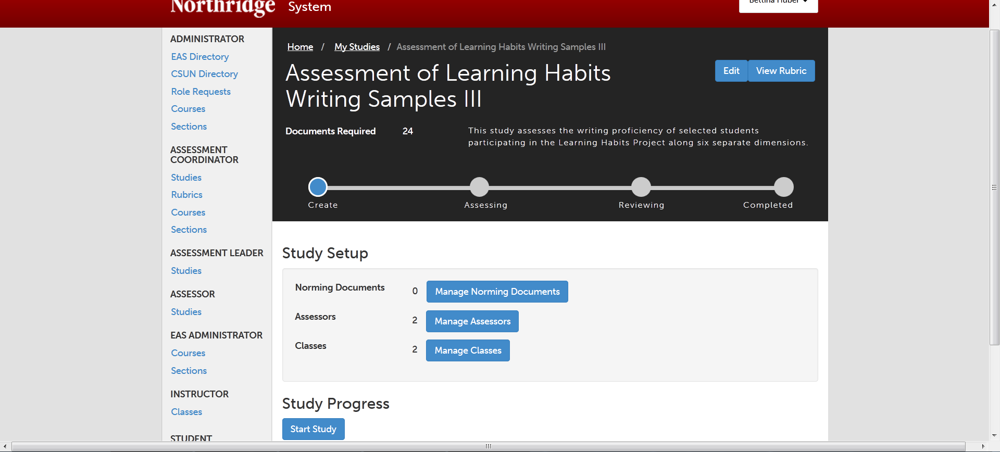 Northridge
System
Bettina Huber
ADMINISTRATOR
EAS Directory
CSUN Directory
Role Requests
Courses
Sections
ASSESSMENT
COORDINATOR
Studies
Rubrics
Courses
Sections
ASSESSMENT LEADER
Studies
ASSESSOR
Studies
EAS ADMINISTRATOR
Courses
Sections
INSTRUCTOR
Classes
STUDENT
Home / My Studies / Assessment of Learning Habits Writing Samples III
Assessment of Learning Habits
Writing Samples III
Edit View Rubric
Documents Required 24
This study assesses the writing proficiency of selected students
participating in the Learning Habits Project along six separate dimensions.
Create Assessing Reviewing Completed
Study Setup
Norming Documents 0 Manage Norming Documents
Assessors 2 Manage Assessors
Classes 2 Manage Classes
Study Progress
Start Study